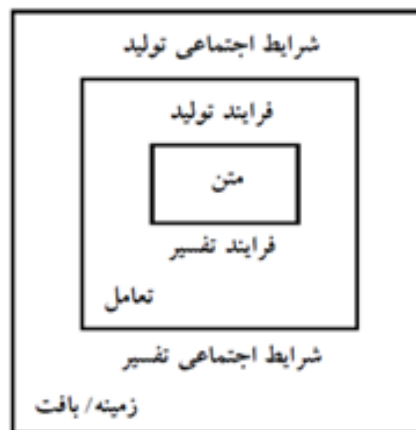 شرایط اجتماعی تولید
فرایند تولید
متن
فرایند تفسیر
تعامل
شرایط اجتماعی تفسیر
زمینه/ بافت